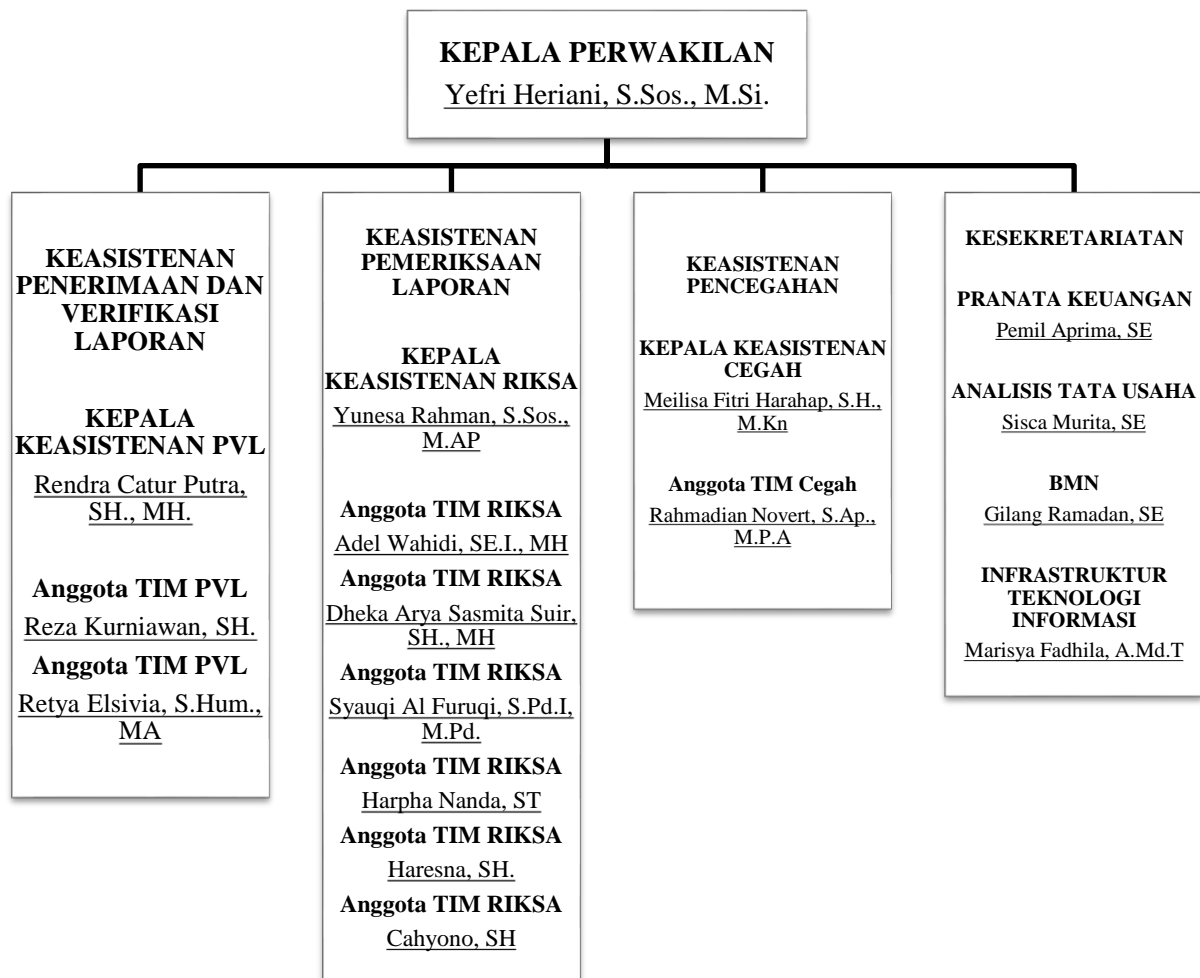 KEPALA PERWAKILAN
Yefri Heriani, S.Sos., M.Si.
KEASISTENAN
PENERIMAAN DAN
VERIFIKASI
LAPORAN
KEPALA
KEASISTENAN PVL
Rendra Catur Putra,
SH., MH.
Anggota TIM PVL
Reza Kurniawan, SH.
Anggota TIM PVL
Retya Elsivia, S.Hum.,
MA
KEASISTENAN
PEMERIKSAAN
LAPORAN
KEPALA
KEASISTENAN RIKSA
Yunesa Rahman, S.Sos.,
M.AP
Anggota TIM RIKSA
Adel Wahidi, SE.I., MH
Anggota TIM RIKSA
Dheka Arya Sasmita Suir,
SH., MH
Anggota TIM RIKSA
Syauqi Al Furuqi, S.Pd.I,
M.Pd.
Anggota TIM RIKSA
Harpha Nanda, ST
Anggota TIM RIKSA
Haresna, SH.
Anggota TIM RIKSA
Cahyono, SH
KEASISTENAN
PENCEGAHAN
KEPALA KEASISTENAN
CEGAH
Meilisa Fitri Harahap, S.H.,
M.Kn
Anggota TIM Cegah
Rahmadian Novert, S.Ap.,
M.P.A
KESEKRETARIATAN
PRANATA KEUANGAN
Pemil Aprima, SE
ANALISIS TATA USAHA
Sisca Murita, SE
BMN
Gilang Ramadan, SE
INFRASTRUKTUR
TEKNOLOGI
INFORMASI
Marisya Fadhila, A.Md.T